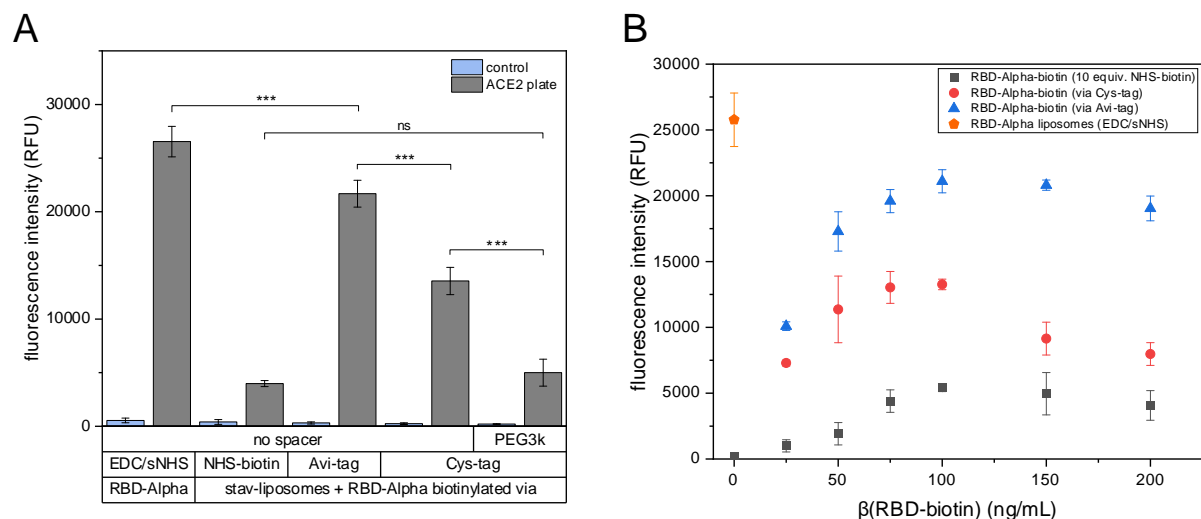 A
control
ACE2 plate
***
ns
***
***
30000
20000
10000
0
fluorescence intensity (RFU)
no spacer PEG3k
EDC/sNHS NHS-biotin Avi-tag Cys-tag
RBD-Alpha stav-liposomes + RBD-Alpha biotinylated via
B
RBD-Alpha-biotin (10 equiv. NHS-biotin)
RBD-Alpha-biotin (via Cys-tag)
RBD-Alpha-biotin (via Avi-tag)
RBD-Alpha liposomes (EDC/sNHS)
30000
25000
20000
15000
10000
5000
0
fluorescence intensity (RFU)
0 50 100 150 200
β(RBD-biotin) (ng/mL)